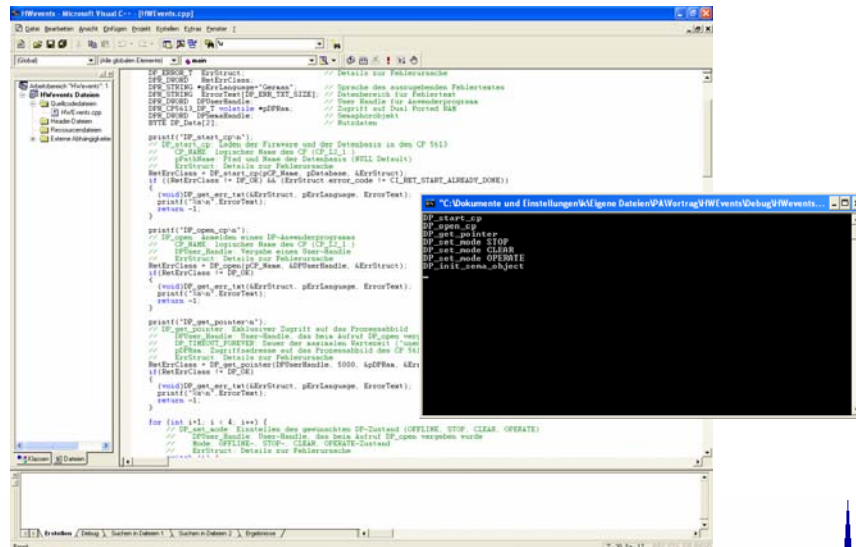 HWevents - Microsoft Visual C++ - [HWEvents.cpp]
Datei Bearbeiten Ansicht Einfügen Projekt Erstellen Extras Fenster ?
(Global) (Alle globalen Elemente) main
Arbeitsbereich "HWevents": 1
HWevents Dateien
Quellcodedateien
HWEvents.cpp
Header-Dateien
Ressourcendateien
Externe Abhängigkeiten
Klassen Dateien
DP_ERROR_T ErrStruct; // Details zur Fehlerursache
DPR_DWORD RetErrClass;
DPR_STRING *pErrLanguage="German"; // Sprache des auszugebenden Fehlertextes
DPR_STRING ErrorText[DP_ERR_TXT_SIZE]; // Datenbereich für Fehlertext
DPR_DWORD DPUserHandle; // User Handle für Anwenderprogramm
DPR_CP5613_DP_T volatile *pDPRam; // Zugriff auf Dual Ported RAM
DPR_DWORD DPSemaHandle; // Semaphorobjekt
BYTE DP_Data[2]; // Nutzdaten
printf("DP_start_cp\n");
// DP_start_cp: Laden der Firmware und der Datenbasis in den CP 5613
// CP_NAME: logischer Name des CP (CP_L2_1:)
// pPathName: Pfad und Name der Datenbasis (NULL Default)
// ErrStruct: Details zur Fehlerursache
RetErrClass = DP_start_cp(pCP_Name, pDatabase, &ErrStruct);
if ((RetErrClass != DP_OK) && (ErrStruct.error_code != CI_RET_START_ALREADY_DONE))
{
(void)DP_get_err_txt(&ErrStruct, pErrLanguage, ErrorText);
printf("%s\n",ErrorText);
return -1;
}
printf("DP_open_cp\n");
// DP_open: Anmelden eines DP-Anwenderprogramms
// CP_NAME: logischer Name des CP (CP_L2_1:)
// DPUser_Handle: Vergabe eines User-Handle
// ErrStruct: Details zur Fehlerursache
RetErrClass = DP_open(pCP_Name, &DPUserHandle, &ErrStruct);
if(RetErrClass != DP_OK)
{
(void)DP_get_err_txt(&ErrStruct, pErrLanguage, ErrorText);
printf("%s\n",ErrorText);
return -1;
}
printf("DP_get_pointer\n");
// DP_get_pointer: Exklusiver Zugriff auf das Prozessabbild
// DPUser_Handle: User-Handle, das beim Aufruf DP_open
// DP_TIMEOUT_FOREVER: Dauer der maximalen Wartezeit
// pDPRam: Zugriffsadresse auf das Prozessabbild des CP
// ErrStruct: Details zur Fehlerursache
RetErrClass = DP_get_pointer(DPUserHandle, 5000, &pDPRam,
if(RetErrClass != DP_OK)
{
(void)DP_get_err_txt(&ErrStruct, pErrLanguage, ErrorText);
printf("%s\n",ErrorText);
return -1;
}
for (int i=1; i < 4; i++) {
// DP_set_mode: Einstellen des gewünschten DP-Zustand (OFFLINE, STOP, CLEAR, OPERATE)
// DPUser_Handle: User-Handle, das beim Aufruf DP_open vergeben wurde
// Mode: OFFLINE-, STOP-, CLEAR, OPERATE-Zustand
// ErrStruct: Details zur Fehlerursache
"C:\Dokumente und Einstellungen\k\Eigene Dateien\PA\Vortrag\HWEvents\Debug\HWevents...
DP_start_cp
DP_open_cp
DP_get_pointer
DP_set_mode STOP
DP_set_mode CLEAR
DP_set_mode OPERATE
DP_init_sema_object
Erstellen Debug Suchen in Dateien 1 Suchen in Dateien 2 Ergebnisse